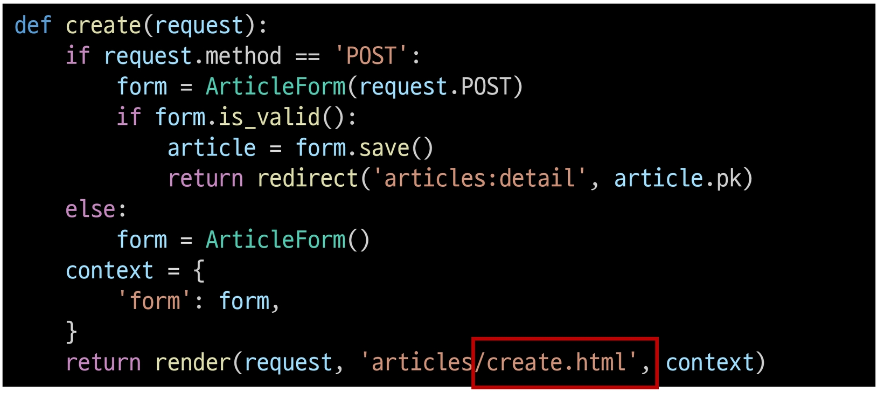 def create(request):
    if request.method == 'POST':
        form = ArticleForm(request.POST)
        if form.is_valid():
            article = form.save()
            return redirect('articles:detail', article.pk)
    else:
        form = ArticleForm()
    context = {
        'form': form,
    }
    return render(request, 'articles/create.html', context)